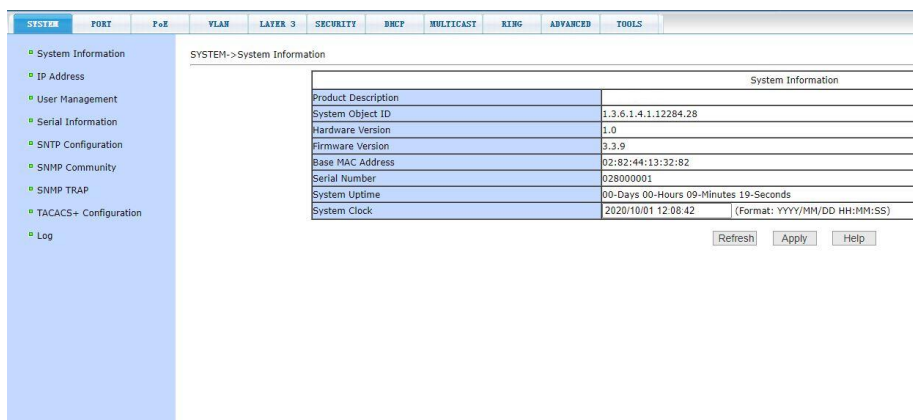 SYSTEM PORT PoE VLAN LAYER 3 SECURITY DHCP MULTICAST RING ADVANCED TOOLS
System Information
IP Address
User Management
Serial Information
SNTP Configuration
SNMP Community
SNMP TRAP
TACACS+ Configuration
Log
SYSTEM->System Information
System Information
Product Description
System Object ID 1.3.6.1.4.1.12284.28
Hardware Version 1.0
Firmware Version 3.3.9
Base MAC Address 02:82:44:13:32:82
Serial Number 028000001
System Uptime 00-Days 00-Hours 09-Minutes 19-Seconds
System Clock 2020/10/01 12:08:42 (Format: YYYY/MM/DD HH:MM:SS)
Refresh Apply Help